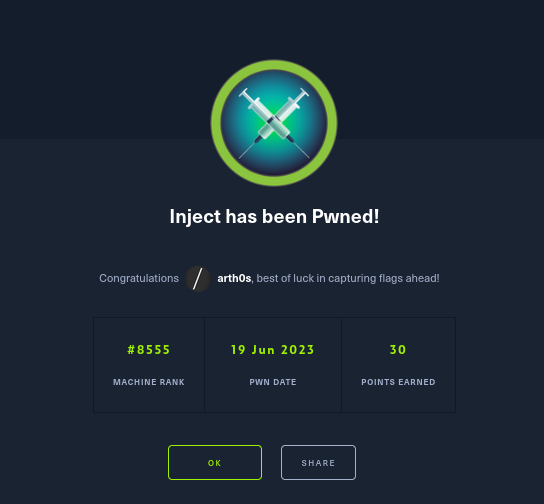 Inject has been Pwned!
Congratulations arth0s, best of luck in capturing flags ahead!
#8555 19 Jun 2023 30
MACHINE RANK PWN DATE POINTS EARNED
OK SHARE